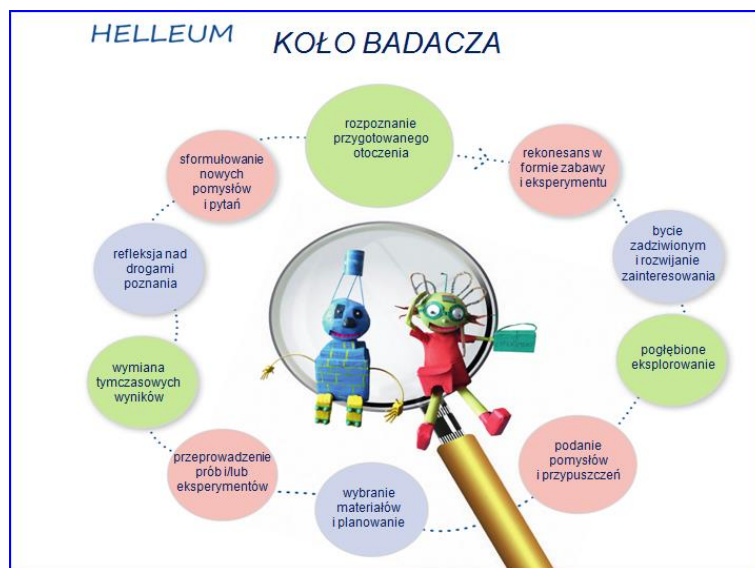 HELLEUM
KOŁO BADACZA
rozpoznanie
przygotowanego
otoczenia
rekonesans w
formie zabawy
i eksperymentu
bycie
zadziwionym
i rozwijanie
zainteresowania
pogłębione
eksplorowanie
podanie
pomysłów
i przypuszczeń
wybranie
materiałów
i planowanie
przeprowadzenie
prób i/lub
eksperymentów
wymiana
tymczasowych
wyników
refleksja nad
drogami
poznania
sformułowanie
nowych
pomysłów
i pytań